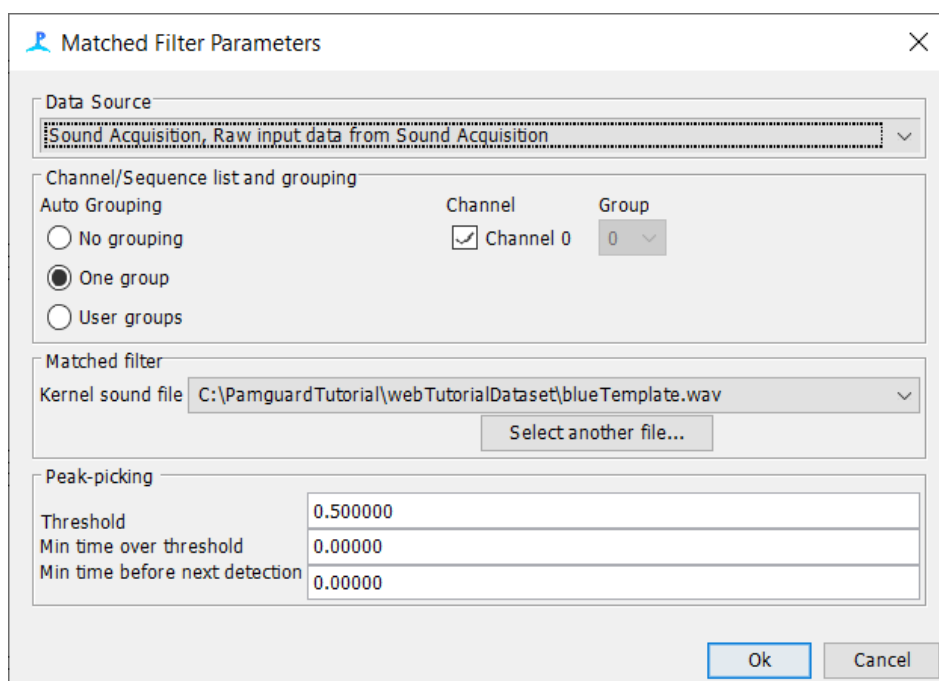 Matched Filter Parameters
Data Source
Sound Acquisition, Raw input data from Sound Acquisition
Channel/Sequence list and grouping
Auto Grouping Channel Group
No grouping Channel 0 0
One group
User groups
Matched filter
Kernel sound file C:\PamguardTutorial\webTutorialDataset\blueTemplate.wav
Select another file...
Peak-picking
Threshold 0.500000
Min time over threshold 0.00000
Min time before next detection 0.00000
Ok Cancel